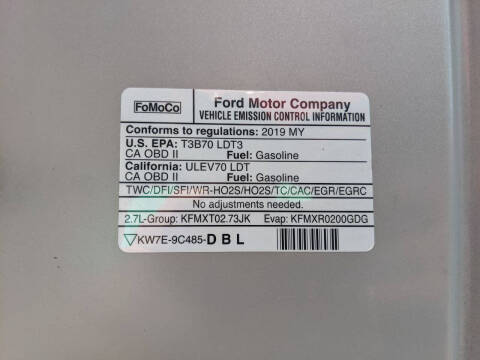 FoMoCo
Ford Motor Company
VEHICLE EMISSION CONTROL INFORMATION
Conforms to regulations: 2019 MY
U.S. EPA: T3B70 LDT3
CA OBD II Fuel: Gasoline
California: ULEV70 LDT
CA OBD II Fuel: Gasoline
TWC/DFI/SFI/WR-HO2S/HO2S/TC/CAC/EGR/EGRC
No adjustments needed.
2.7L-Group: KFMXT02.73JK Evap: KFMXR0200GDG
KW7E-9C485-DBL